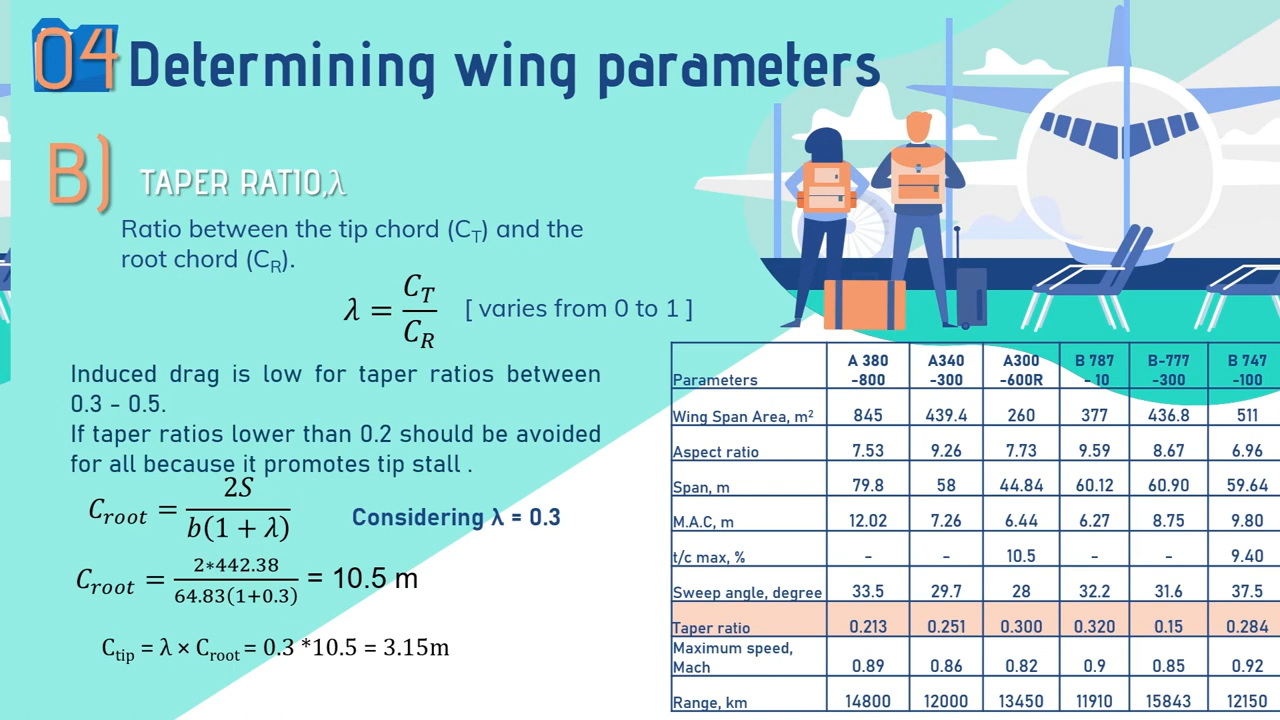 04 Determining wing parameters
B) TAPER RATIO,λ
Ratio between the tip chord (C_T) and the
root chord (C_R).
λ = C_T / C_R [ varies from 0 to 1 ]
Induced drag is low for taper ratios between
0.3 - 0.5.
If taper ratios lower than 0.2 should be avoided
for all because it promotes tip stall .
C_root = 2S / b(1 + λ) Considering λ = 0.3
C_root = 2*442.38 / 64.83(1+0.3) = 10.5 m
C_tip = λ × C_root = 0.3 *10.5 = 3.15m
Parameters A 380 -800 A340 -300 A300 -600R B 787 - 10 B-777 -300 B 747 -100
Wing Span Area, m² 845 439.4 260 377 436.8 511
Aspect ratio 7.53 9.26 7.73 9.59 8.67 6.96
Span, m 79.8 58 44.84 60.12 60.90 59.64
M.A.C, m 12.02 7.26 6.44 6.27 8.75 9.80
t/c max, % - - 10.5 - - 9.40
Sweep angle, degree 33.5 29.7 28 32.2 31.6 37.5
Taper ratio 0.213 0.251 0.300 0.320 0.15 0.284
Maximum speed,
Mach 0.89 0.86 0.82 0.9 0.85 0.92
Range, km 14800 12000 13450 11910 15843 12150